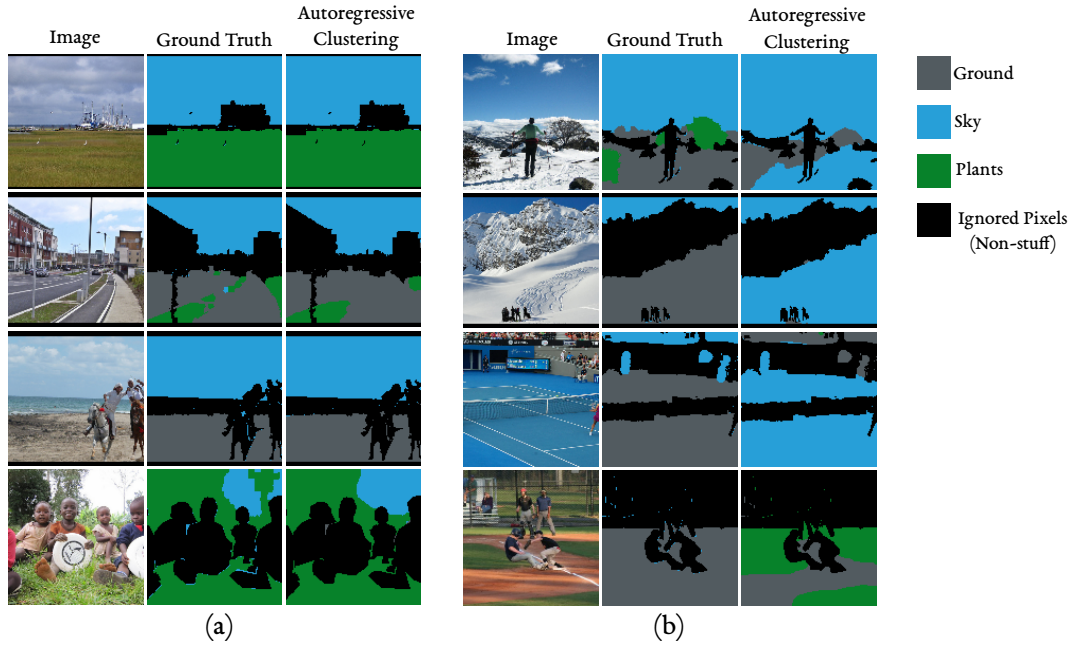 Image
Ground Truth
Autoregressive
Clustering
Image
Ground Truth
Autoregressive
Clustering
Ground
Sky
Plants
Ignored Pixels
(Non-stuff)
(a)
(b)